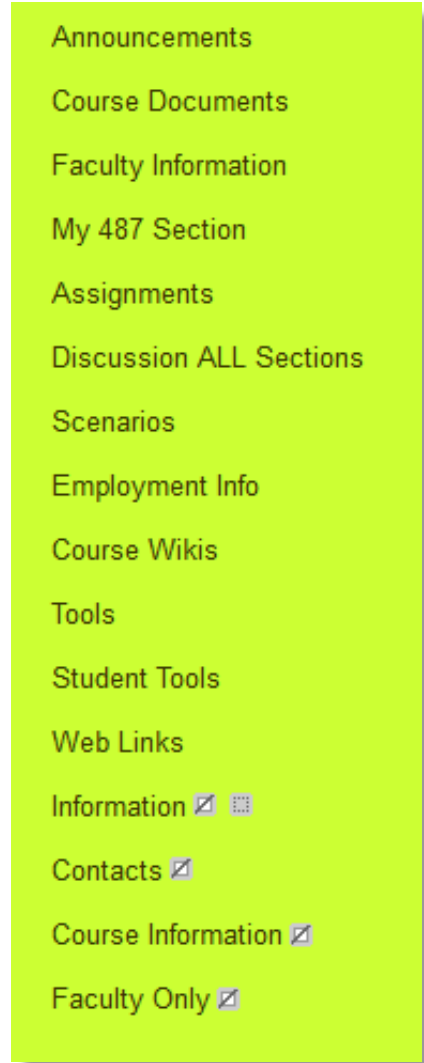 Announcements
Course Documents
Faculty Information
My 487 Section
Assignments
Discussion ALL Sections
Scenarios
Employment Info
Course Wikis
Tools
Student Tools
Web Links
Information
Contacts
Course Information
Faculty Only